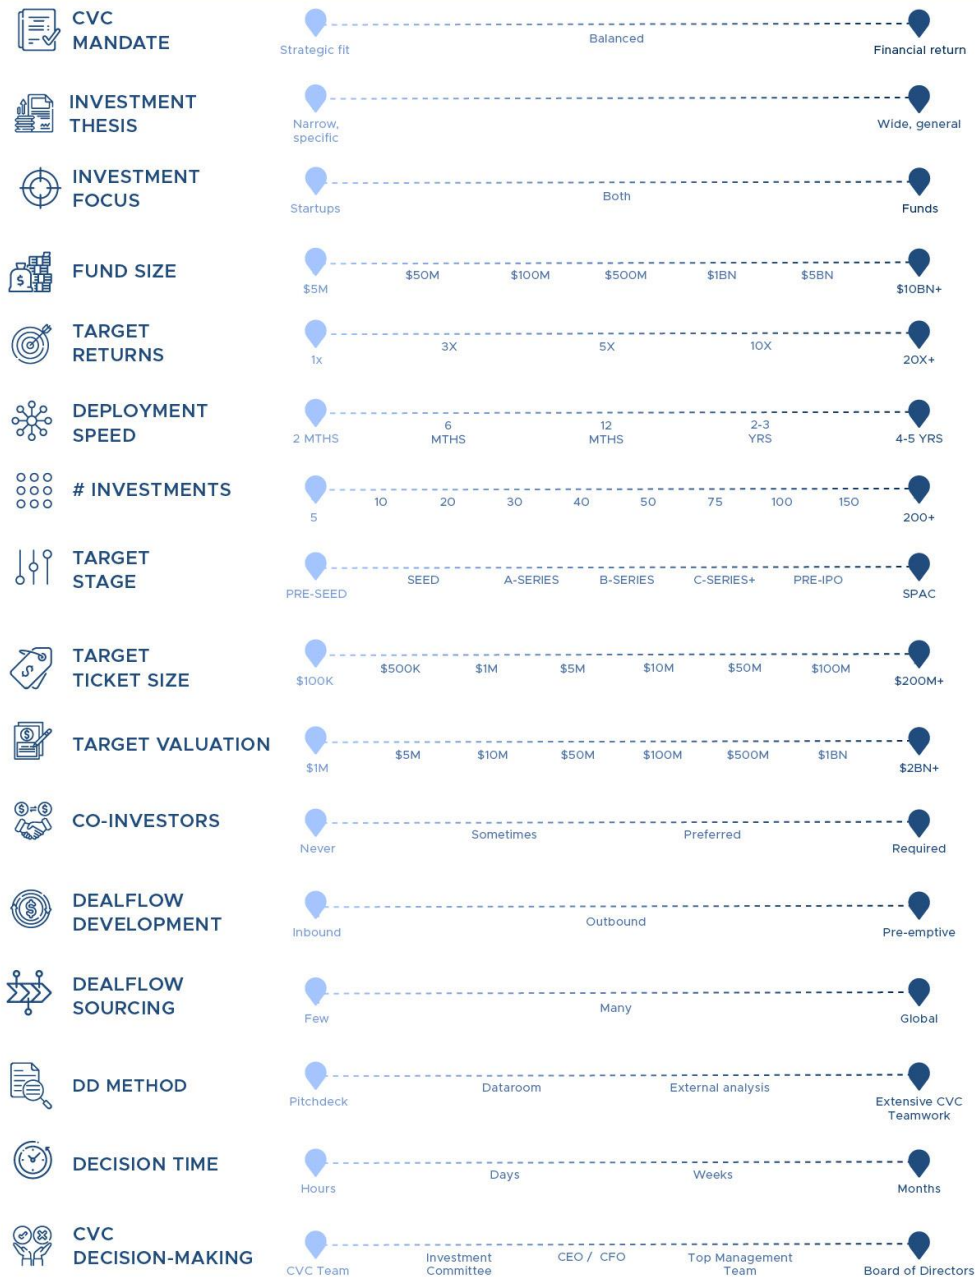 CVC
MANDATE
Strategic fit
Balanced
Financial return
INVESTMENT
THESIS
Narrow,
specific
Wide, general
INVESTMENT
FOCUS
Startups
Both
Funds
FUND SIZE
$5M
$50M
$100M
$500M
$1BN
$5BN
$10BN+
TARGET
RETURNS
1x
3X
5X
10X
20X+
DEPLOYMENT
SPEED
2 MTHS
6
MTHS
12
MTHS
2-3
YRS
4-5 YRS
# INVESTMENTS
5
10
20
30
40
50
75
100
150
200+
TARGET
STAGE
PRE-SEED
SEED
A-SERIES
B-SERIES
C-SERIES+
PRE-IPO
SPAC
TARGET
TICKET SIZE
$100K
$500K
$1M
$5M
$10M
$50M
$100M
$200M+
TARGET VALUATION
$1M
$5M
$10M
$50M
$100M
$500M
$1BN
$2BN+
CO-INVESTORS
Never
Sometimes
Preferred
Required
DEALFLOW
DEVELOPMENT
Inbound
Outbound
Pre-emptive
DEALFLOW
SOURCING
Few
Many
Global
DD METHOD
Pitchdeck
Dataroom
External analysis
Extensive CVC
Teamwork
DECISION TIME
Hours
Days
Weeks
Months
CVC
DECISION-MAKING
CVC Team
Investment
Committee
CEO / CFO
Top Management
Team
Board of Directors